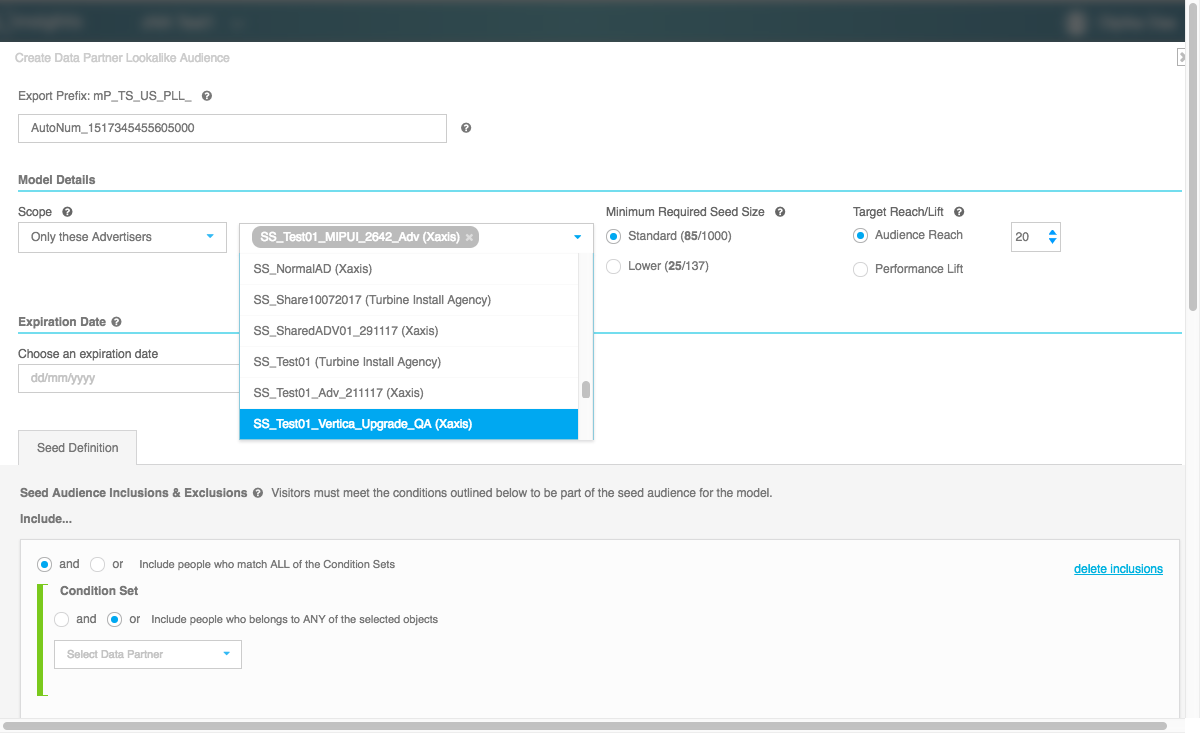 Create Data Partner Lookalike Audience
Export Prefix: mP_TS_US_PLL_
AutoNum_1517345455605000
Model Details
Scope
Only these Advertisers
SS_Test01_MIPUI_2642_Adv (Xaxis)
SS_NormalAD (Xaxis)
SS_Share10072017 (Turbine Install Agency)
SS_SharedADV01_291117 (Xaxis)
SS_Test01 (Turbine Install Agency)
SS_Test01_Adv_211117 (Xaxis)
SS_Test01_Vertica_Upgrade_QA (Xaxis)
Minimum Required Seed Size
Standard (85/1000)
Lower (25/137)
Target Reach/Lift
Audience Reach
Performance Lift
20
Expiration Date
Choose an expiration date
dd/mm/yyyy
Seed Definition
Seed Audience Inclusions & Exclusions Visitors must meet the conditions outlined below to be part of the seed audience for the model.
Include...
and or Include people who match ALL of the Condition Sets
delete inclusions
Condition Set
and or Include people who belongs to ANY of the selected objects
Select Data Partner